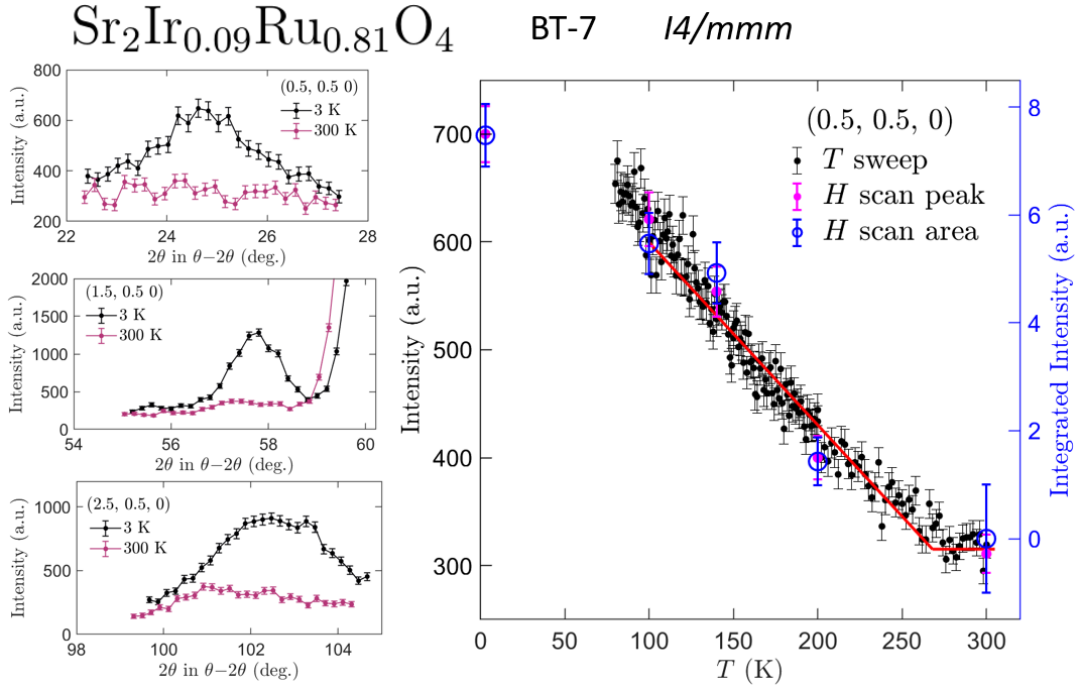 Sr₂Ir₀.₀₉Ru₀.₈₁O₄ BT-7 I4/mmm
800
600
400
200
Intensity (a.u.)
(0.5, 0.5 0)
3 K
300 K
22 24 26 28
2θ in θ−2θ (deg.)
2000
1500
1000
500
0
Intensity (a.u.)
(1.5, 0.5 0)
3 K
300 K
54 56 58 60
2θ in θ−2θ (deg.)
1000
500
0
Intensity (a.u.)
(2.5, 0.5, 0)
3 K
300 K
98 100 102 104
2θ in θ−2θ (deg.)
700
600
500
400
300
Intensity (a.u.)
(0.5, 0.5, 0)
T sweep
H scan peak
H scan area
0 50 100 150 200 250 300
T (K)
8
6
4
2
0
Integrated Intensity (a.u.)